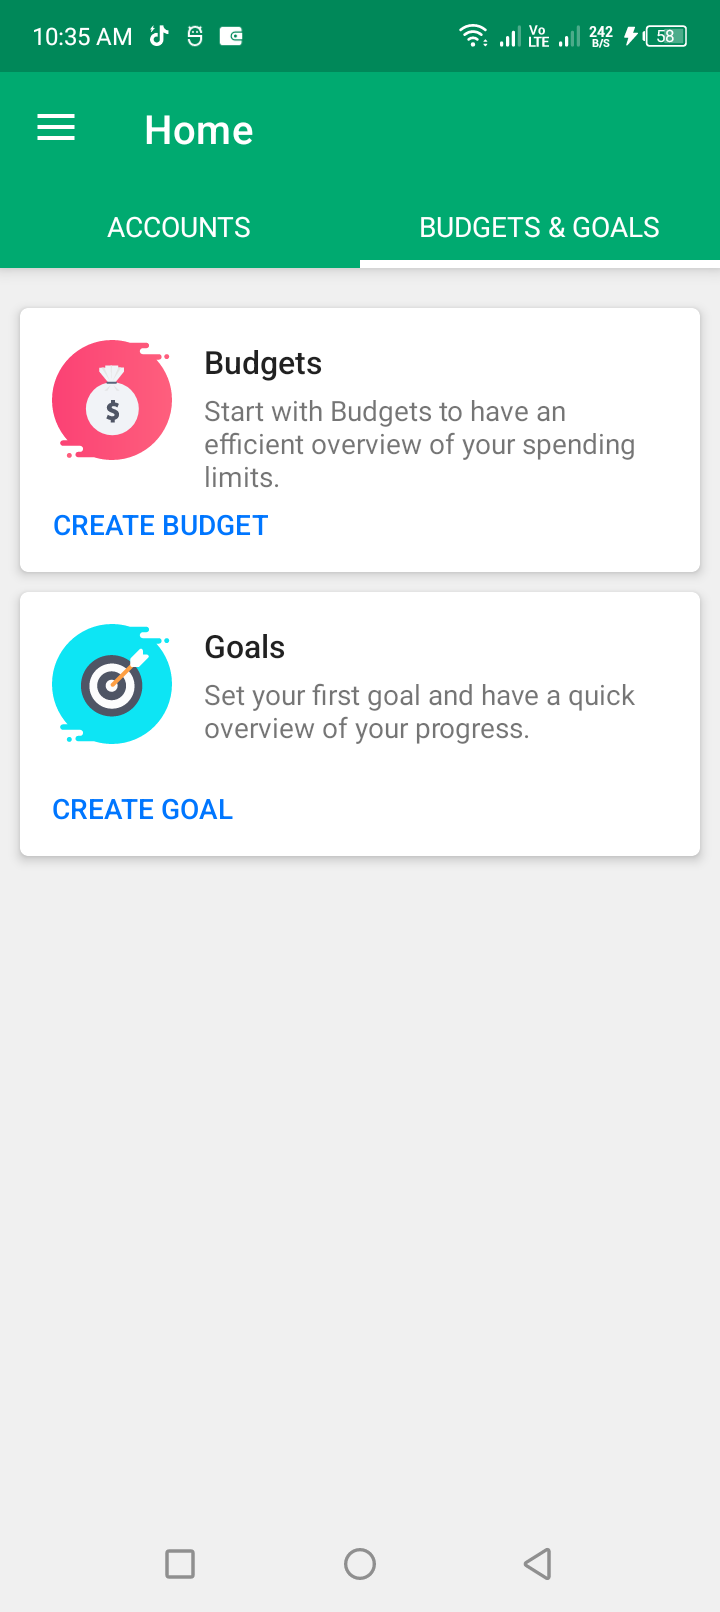 10:35 AM Vo LTE 242 B/S 58
Home
ACCOUNTS BUDGETS & GOALS
Budgets
Start with Budgets to have an
efficient overview of your spending
limits.
CREATE BUDGET
Goals
Set your first goal and have a quick
overview of your progress.
CREATE GOAL